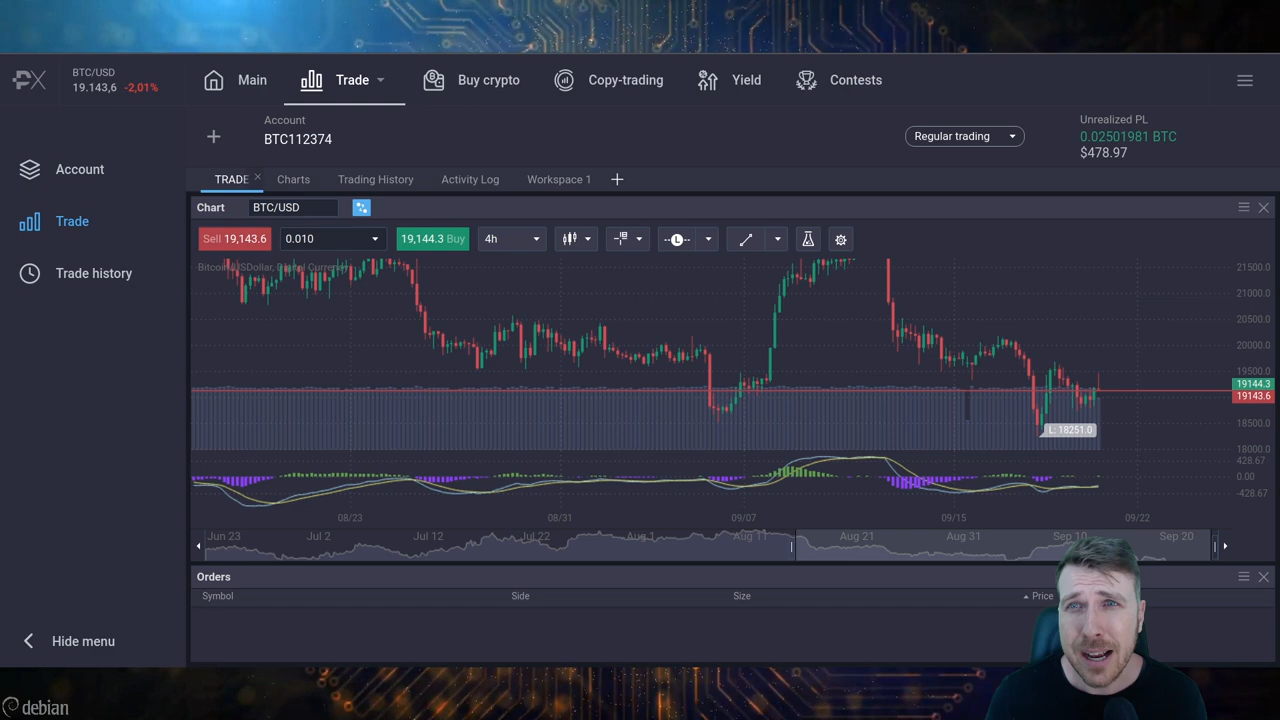 PX
BTC/USD
19.143,6 -2,01%
Main
Trade
Buy crypto
Copy-trading
Yield
Contests
Account
BTC112374
Regular trading
Unrealized PL
0.02501981 BTC
$478.97
Account
Trade
Trade history
Hide menu
TRADE
Charts
Trading History
Activity Log
Workspace 1
Chart
BTC/USD
Sell 19,143.6
0.010
19,144.3 Buy
4h
L
Bitcoin/USDollar, Digital Currency
21500.0
21000.0
20500.0
20000.0
19500.0
19144.3
19143.6
18500.0
18000.0
L: 18251.0
428.67
0.00
-428.67
08/23
08/31
09/07
09/15
09/22
Jun 23
Jul 2
Jul 12
Jul 22
Aug 1
Aug 11
Aug 21
Aug 31
Sep 10
Sep 20
Orders
Symbol
Side
Size
Price
debian